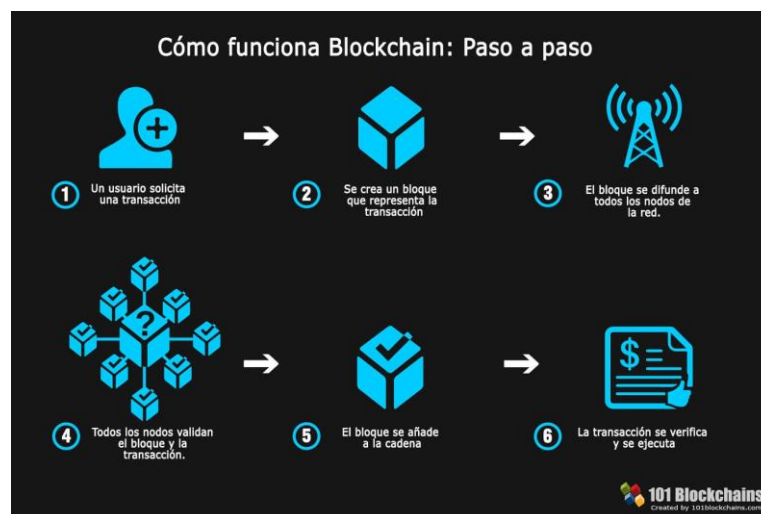 Cómo funciona Blockchain: Paso a paso
1
Un usuario solicita
una transacción
2
Se crea un bloque
que representa la
transacción
3
El bloque se difunde a
todos los nodos de
la red.
?
4
Todos los nodos validan
el bloque y la
transacción.
5
El bloque se añade
a la cadena
$
6
La transacción se verifica
y se ejecuta
101 Blockchains
Created by 101blockchains.com